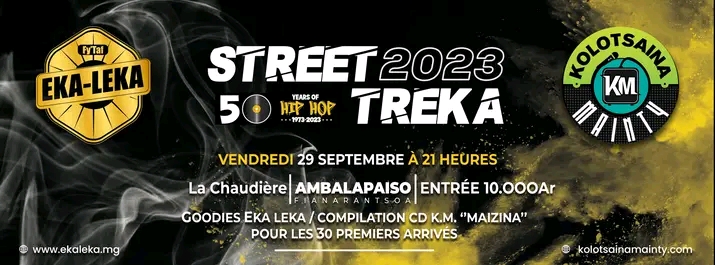 Fy'Tal
EKA-LEKA
STREET 2023
50 YEARS OF HIP HOP 1973-2023 TREKA
KOLOTSAINA
KM
MAINTY
VENDREDI 29 SEPTEMBRE À 21 HEURES
La Chaudière | AMBALAPAISO | ENTRÉE 10.000Ar
FIANARANTSOA
GOODIES EKA LEKA / COMPILATION CD K.M. ‘’MAIZINA’’
POUR LES 30 PREMIERS ARRIVÉS
www.ekaleka.mg
kolotsainamainty.com